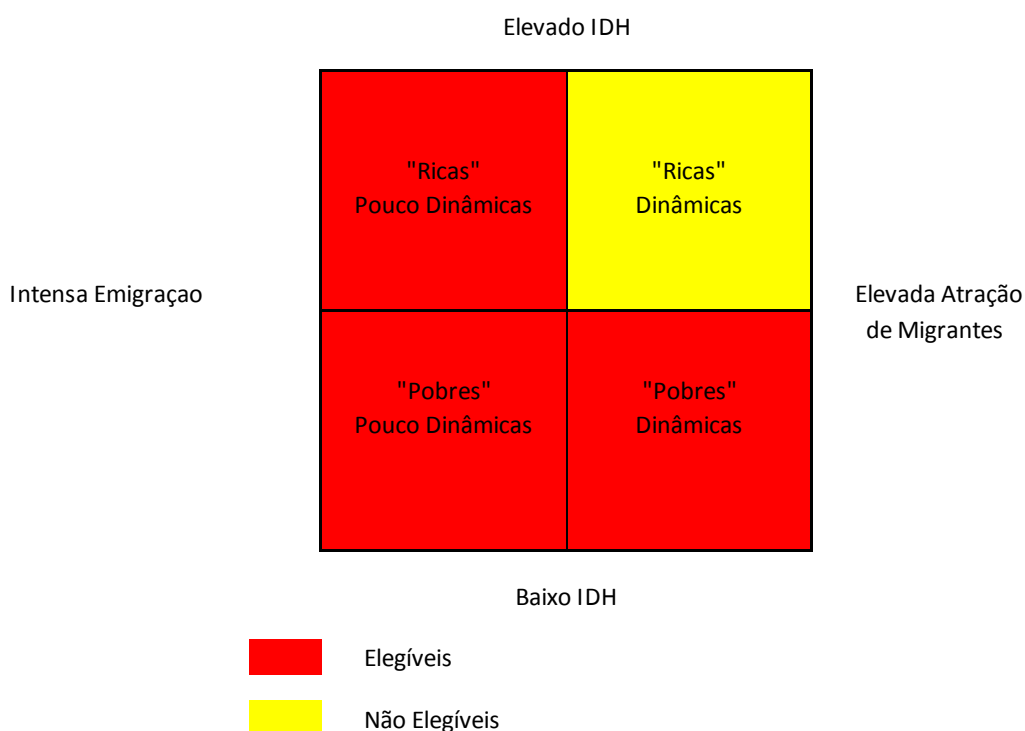 Elevado IDH
"Ricas"
Pouco Dinâmicas
"Ricas"
Dinâmicas
Intensa Emigraçao
Elevada Atração
de Migrantes
"Pobres"
Pouco Dinâmicas
"Pobres"
Dinâmicas
Baixo IDH
Elegíveis
Não Elegíveis